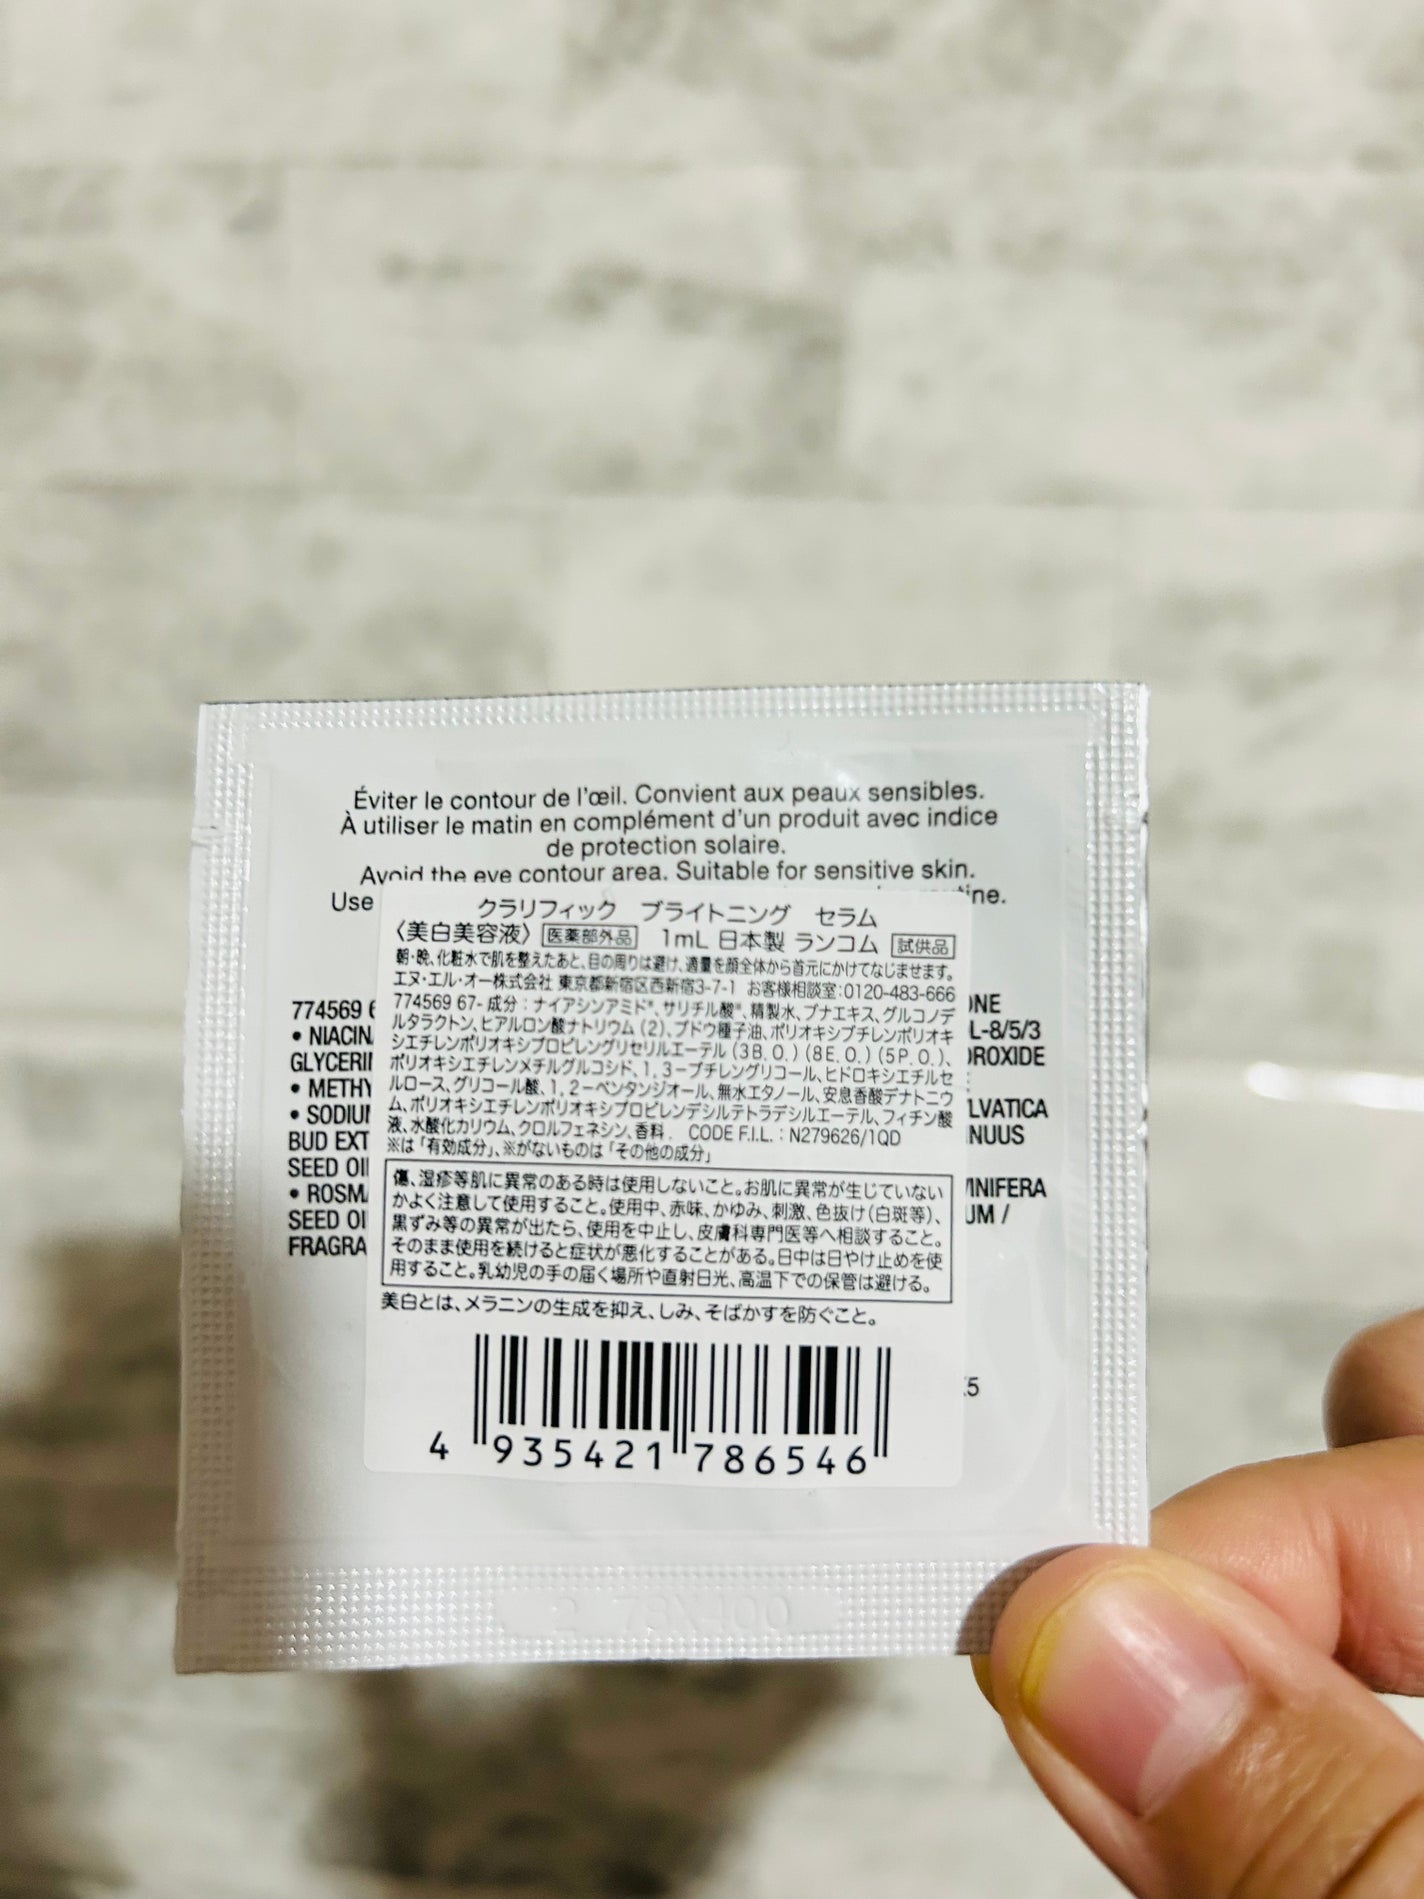 Éviter le contour de l'œil. Convient aux peaux sensibles.
À utiliser le matin en complément d'un produit avec indice
de protection solaire.
Avoid the eye contour area. Suitable for sensitive skin.
Use
クラリフィック ブライトニング セラム
〈美白美容液〉 医薬部外品 1mL 日本製 ランコム 試供品
朝・晩、化粧水で肌を整えたあと、目の周りは避け、適量を顔全体から首元にかけてなじませます。
エヌ・エル・オー株式会社 東京都新宿区西新宿3-7-1 お客様相談室:0120-483-666
774569 67- 成分:ナイアシンアミド*、サリチル酸*、精製水、ブナエキス、グルコノデ
ルタラクトン、ヒアルロン酸ナトリウム(2)、ブドウ種子油、ポリオキシブチレンポリオキ
シエチレンポリオキシプロピレングリセリルエーテル(3B.O.)(8E.O.)(5P.O.)、
ポリオキシエチレンメチルグルコシド、1,3-ブチレングリコール、ヒドロキシエチルセ
ルロース、グリコール酸、1,2-ペンタンジオール、無水エタノール、安息香酸デナトニウ
ム、ポリオキシエチレンポリオキシプロピレンデシルテトラデシルエーテル、フィチン酸
液、水酸化カリウム、クロルフェネシン、香料. CODE F.I.L. : N279626/1QD
※は「有効成分」、※がないものは「その他の成分」
傷、湿疹等肌に異常のある時は使用しないこと。お肌に異常が生じていない
かよく注意して使用すること。使用中、赤味、かゆみ、刺激、色抜け(白斑等)、
黒ずみ等の異常が出たら、使用を中止し、皮膚科専門医等へ相談すること。
そのまま使用を続けると症状が悪化することがある。日中は日やけ止めを使
用すること。乳幼児の手の届く場所や直射日光、高温下での保管は避ける。
美白とは、メラニンの生成を抑え、しみ、そばかすを防ぐこと。
4 935421 786546
774569 6
• NIACIN
GLYCERI
• METHY
• SODIU
BUD EXT
SEED OI
• ROSM
SEED OI
FRAGRA
ONE
L-8/5/3
ROXIDE
LVATICA
NUUS
VINIFERA
UM /
5
78X400